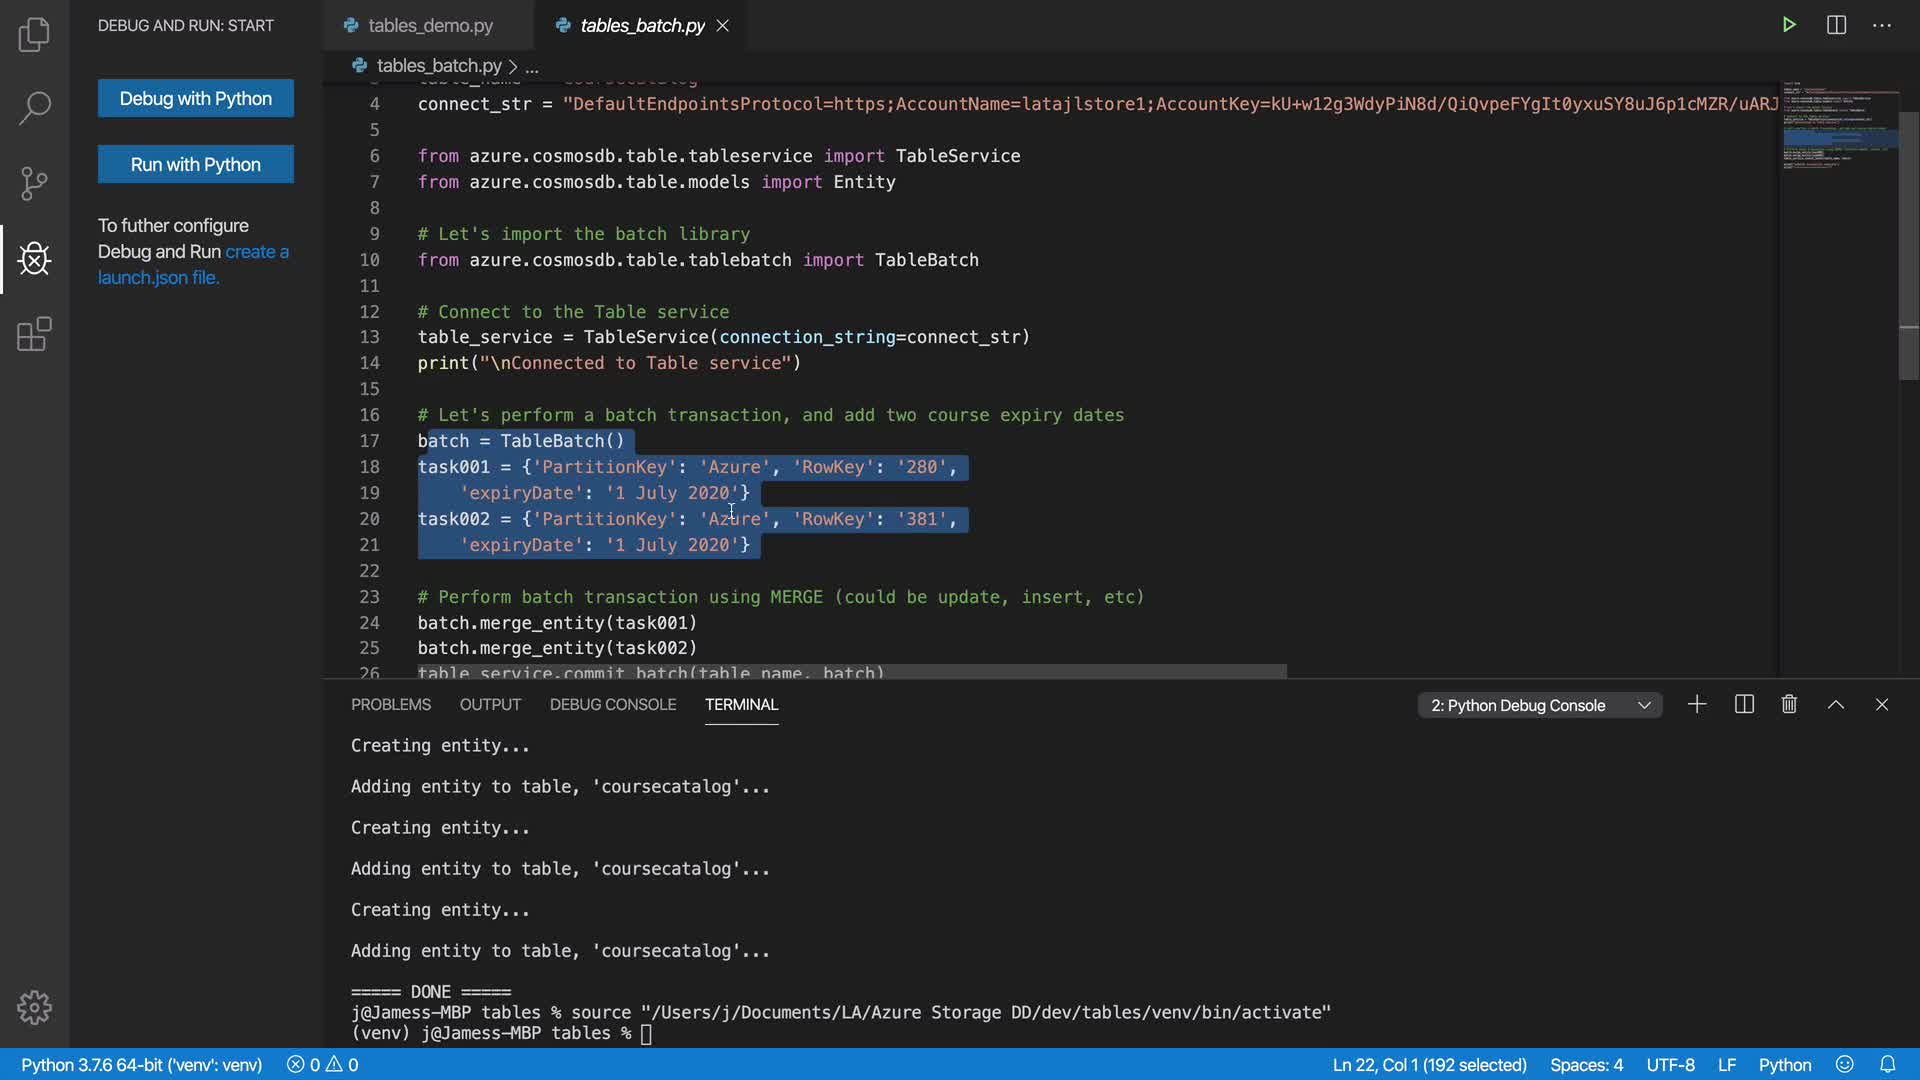 DEBUG AND RUN: START
tables_demo.py
tables_batch.py
Debug with Python
Run with Python
To futher configure
Debug and Run create a
launch.json file.
tables_batch.py > ...
4 connect_str = "DefaultEndpointsProtocol=https;AccountName=latajlstore1;AccountKey=kU+w12g3WdyPiN8d/QiQvpeFYgIt0yxuSY8uJ6p1cMZR/uARJ
5
6 from azure.cosmosdb.table.tableservice import TableService
7 from azure.cosmosdb.table.models import Entity
8
9 # Let's import the batch library
10 from azure.cosmosdb.table.tablebatch import TableBatch
11
12 # Connect to the Table service
13 table_service = TableService(connection_string=connect_str)
14 print("\nConnected to Table service")
15
16 # Let's perform a batch transaction, and add two course expiry dates
17 batch = TableBatch()
18 task001 = {'PartitionKey': 'Azure', 'RowKey': '280',
19 'expiryDate': '1 July 2020'}
20 task002 = {'PartitionKey': 'Azure', 'RowKey': '381',
21 'expiryDate': '1 July 2020'}
22
23 # Perform batch transaction using MERGE (could be update, insert, etc)
24 batch.merge_entity(task001)
25 batch.merge_entity(task002)
26 table_service.commit_batch(table_name, batch)
PROBLEMS OUTPUT DEBUG CONSOLE TERMINAL
2: Python Debug Console
Creating entity...
Adding entity to table, 'coursecatalog'...
Creating entity...
Adding entity to table, 'coursecatalog'...
Creating entity...
Adding entity to table, 'coursecatalog'...
===== DONE =====
j@Jamess-MBP tables % source "/Users/j/Documents/LA/Azure Storage DD/dev/tables/venv/bin/activate"
(venv) j@Jamess-MBP tables %
Python 3.7.6 64-bit ('venv': venv) 0 0 Ln 22, Col 1 (192 selected) Spaces: 4 UTF-8 LF Python